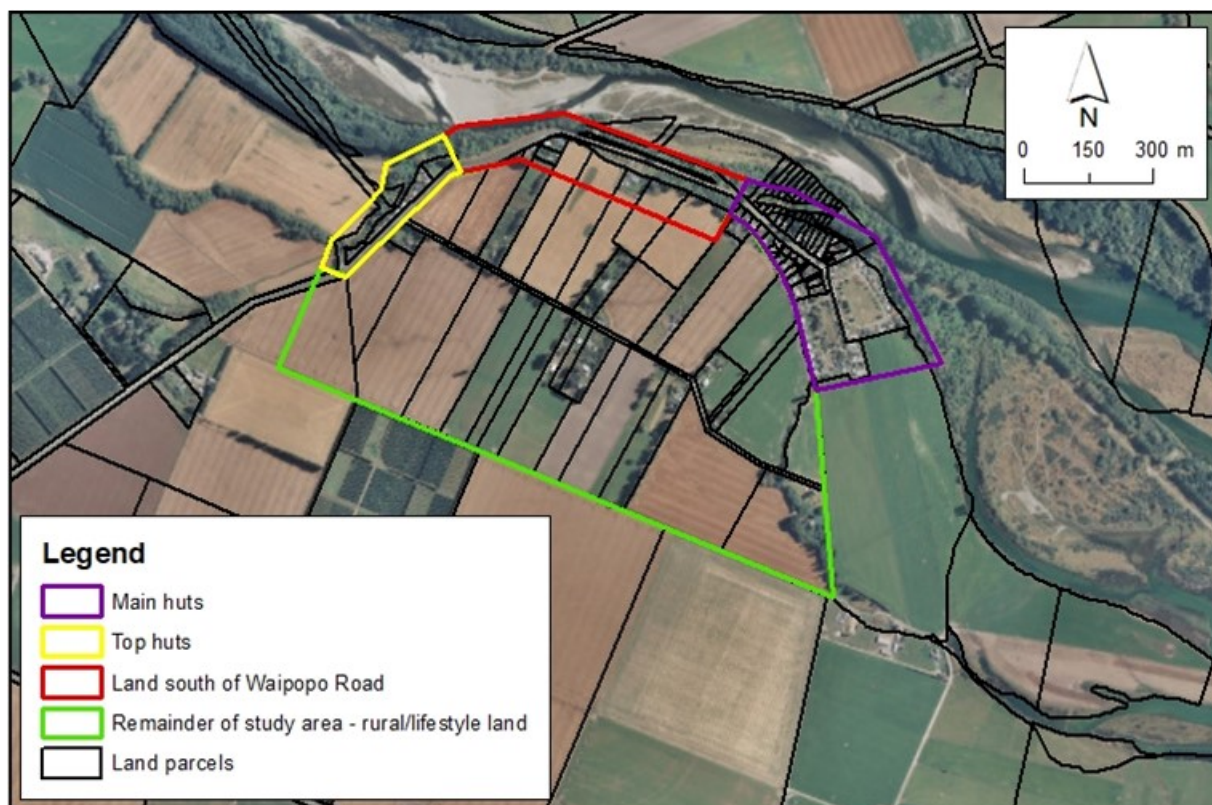 N
0 150 300 m
Legend
Main huts
Top huts
Land south of Waipopo Road
Remainder of study area - rural/lifestyle land
Land parcels